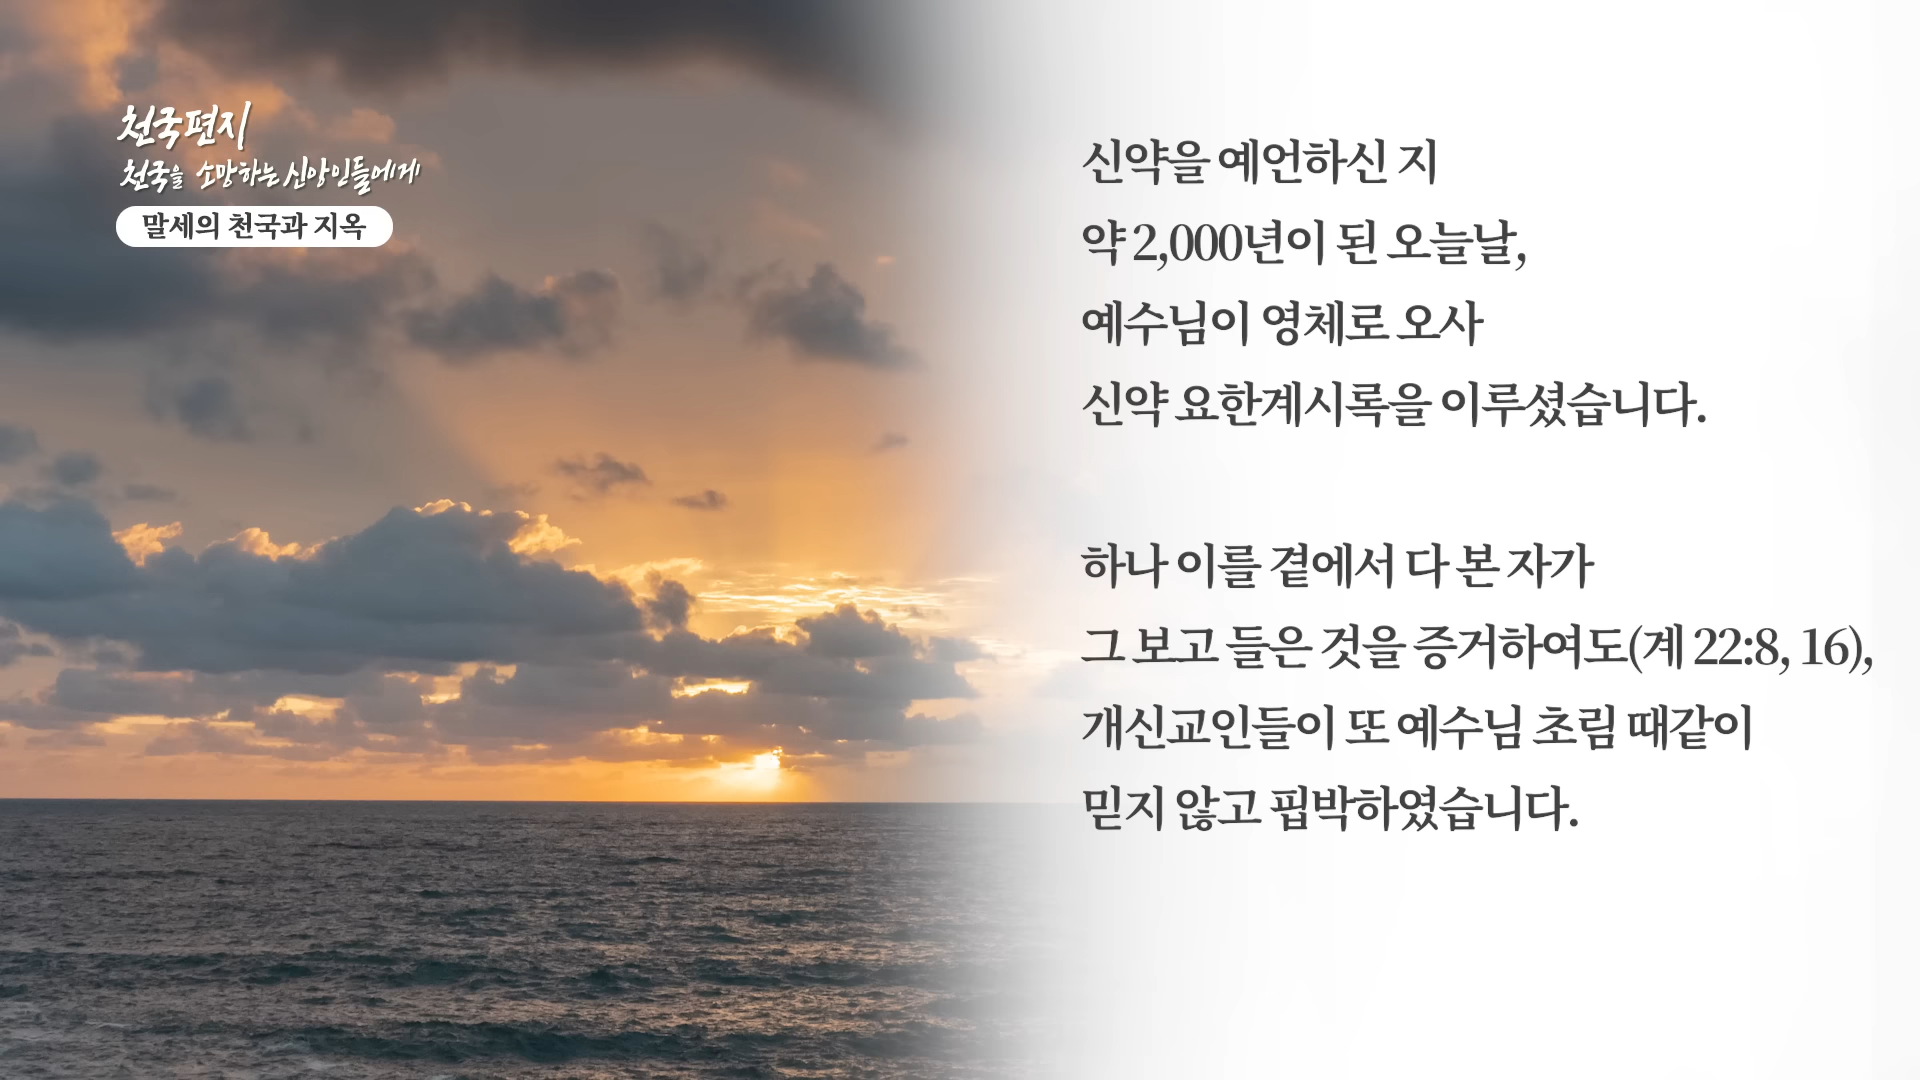 천국편지
천국을 소망하는 신앙인들에게
말세의 천국과 지옥
신약을 예언하신 지
약 2,000년이 된 오늘날,
예수님이 영체로 오사
신약 요한계시록을 이루셨습니다.
하나 이를 곁에서 다 본 자가
그 보고 들은 것을 증거하여도(계 22:8, 16),
개신교인들이 또 예수님 초림 때같이
믿지 않고 핍박하였습니다.